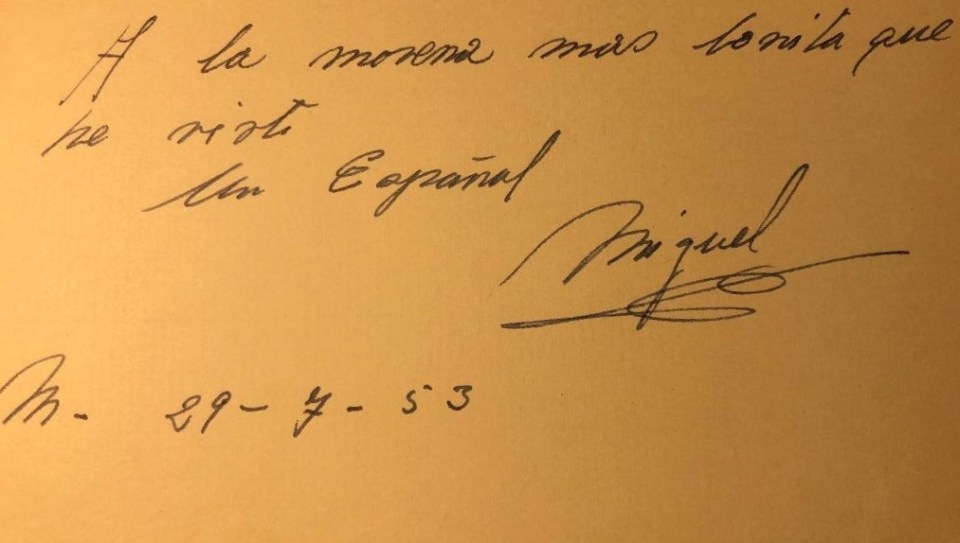 A la morena mas bonita que
he visto
Un Español
Miguel
M. 29-7-53